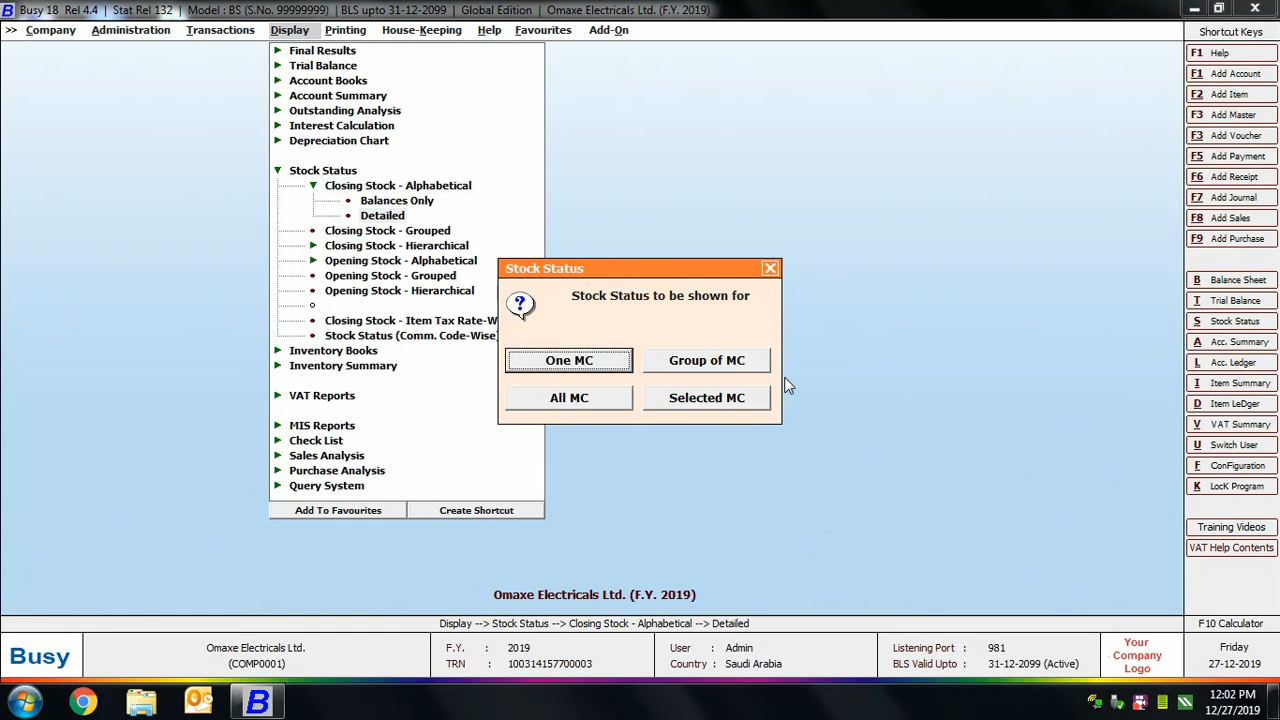 Busy 18  Rel 4.4  |  Stat Rel 132  |  Model : BS (S.No. 99999999)  |  BLS upto 31-12-2099  |  Global Edition  |  Omaxe Electricals Ltd. (F.Y. 2019)
>> Company Administration Transactions Display Printing House-Keeping Help Favourites Add-On
Final Results
Trial Balance
Account Books
Account Summary
Outstanding Analysis
Interest Calculation
Depreciation Chart
Stock Status
Closing Stock - Alphabetical
Balances Only
Detailed
Closing Stock - Grouped
Closing Stock - Hierarchical
Opening Stock - Alphabetical
Opening Stock - Grouped
Opening Stock - Hierarchical
Closing Stock - Item Tax Rate-W
Stock Status (Comm. Code-Wise)
Inventory Books
Inventory Summary
VAT Reports
MIS Reports
Check List
Sales Analysis
Purchase Analysis
Query System
Add To Favourites Create Shortcut
Stock Status
? Stock Status to be shown for
One MC Group of MC
All MC Selected MC
Omaxe Electricals Ltd. (F.Y. 2019)
Shortcut Keys
F1 Help
F1 Add Account
F2 Add Item
F3 Add Master
F3 Add Voucher
F5 Add Payment
F6 Add Receipt
F7 Add Journal
F8 Add Sales
F9 Add Purchase
B Balance Sheet
T Trial Balance
S Stock Status
A Acc. Summary
L Acc. Ledger
I Item Summary
D Item LeDger
V VAT Summary
U Switch User
F ConFiguration
K LocK Program
Training Videos
VAT Help Contents
Display --> Stock Status --> Closing Stock - Alphabetical --> Detailed
F10 Calculator
Busy
Omaxe Electricals Ltd.
(COMP0001)
F.Y. : 2019
TRN 100314157700003
User : Admin
Country : Saudi Arabia
Listening Port : 981
BLS Valid Upto : 31-12-2099 (Active)
Your
Company
Logo
Friday
27-12-2019
12:02 PM
12/27/2019